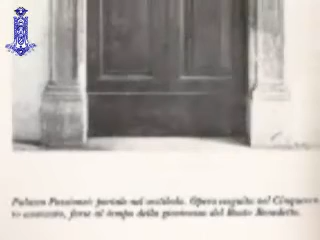 Palazzo Passionei: portale nel vestibolo. Opera eseguita nel Cinquecen-
to avanzato, forse al tempo della giovinezza del Beato Benedetto.